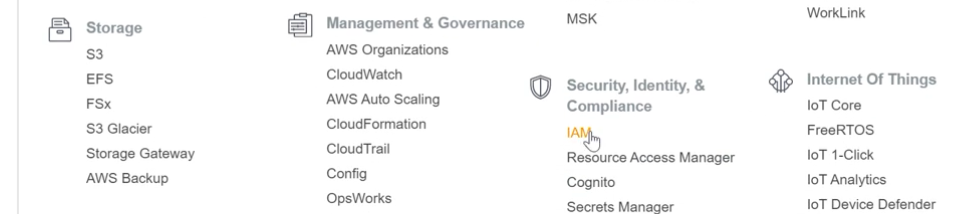 Storage
S3
EFS
FSx
S3 Glacier
Storage Gateway
AWS Backup
Management & Governance
AWS Organizations
CloudWatch
AWS Auto Scaling
CloudFormation
CloudTrail
Config
OpsWorks
MSK
Security, Identity, &
Compliance
IAM
Resource Access Manager
Cognito
Secrets Manager
WorkLink
Internet Of Things
IoT Core
FreeRTOS
IoT 1-Click
IoT Analytics
IoT Device Defender